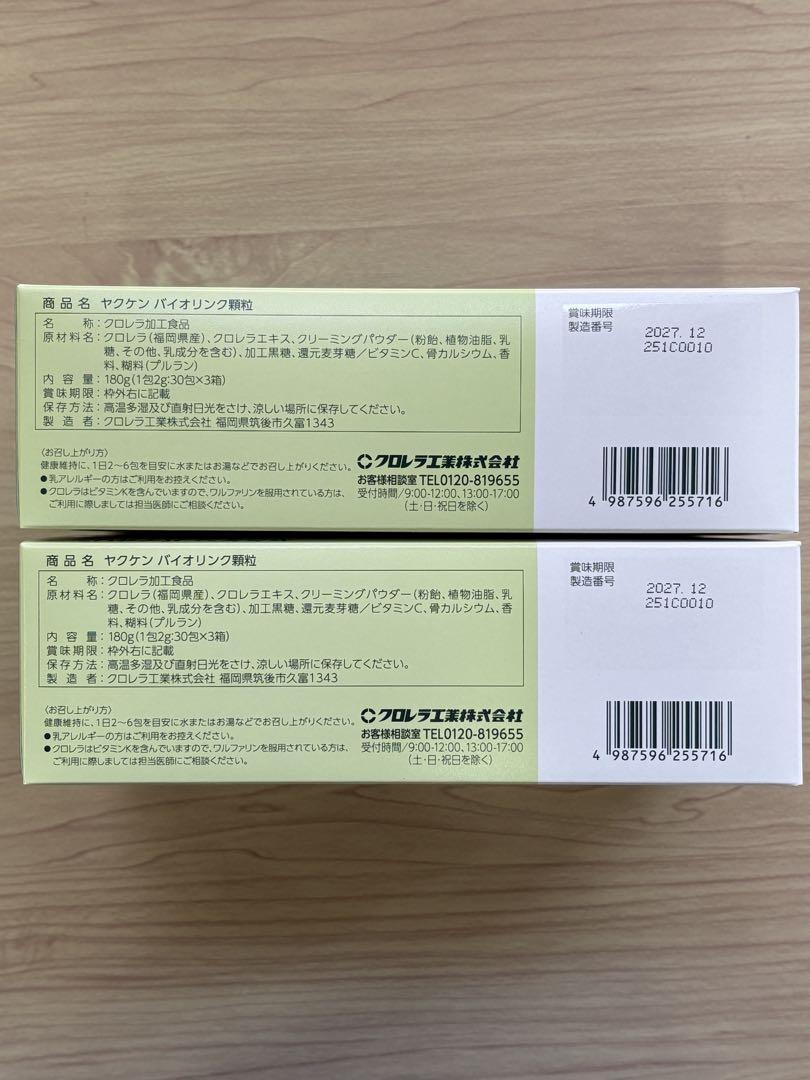 商品名 ヤクケン バイオリンク顆粒
名称:クロレラ加工食品
原材料名:クロレラ(福岡県産)、クロレラエキス、クリーミングパウダー(粉飴、植物油脂、乳
糖、その他、乳成分を含む)、加工黒糖、還元麦芽糖/ビタミンC、骨カルシウム、香
料、糊料(プルラン)
内容量:180g(1包2g:30包×3箱)
賞味期限:枠外右に記載
保存方法:高温多湿及び直射日光をさけ、涼しい場所に保存してください。
製造者:クロレラ工業株式会社 福岡県筑後市久富1343
〈お召し上がり方〉
健康維持に、1日2〜6包を目安に水またはお湯などでお召し上がりください。
●乳アレルギーの方はご利用をお控えください。
●クロレラはビタミンKを含んでいますので、ワルファリンを服用されている方は、
ご利用に際しましては担当医師にご相談ください。
クロレラ工業株式会社
お客様相談室 TEL0120-819655
受付時間/9:00-12:00、13:00-17:00
(土・日・祝日を除く)
賞味期限
製造番号
2027.12
251C0010
4 987596 255716
商品名 ヤクケン バイオリンク顆粒
名称:クロレラ加工食品
原材料名:クロレラ(福岡県産)、クロレラエキス、クリーミングパウダー(粉飴、植物油脂、乳
糖、その他、乳成分を含む)、加工黒糖、還元麦芽糖/ビタミンC、骨カルシウム、香
料、糊料(プルラン)
内容量:180g(1包2g:30包×3箱)
賞味期限:枠外右に記載
保存方法:高温多湿及び直射日光をさけ、涼しい場所に保存してください。
製造者:クロレラ工業株式会社 福岡県筑後市久富1343
〈お召し上がり方〉
健康維持に、1日2〜6包を目安に水またはお湯などでお召し上がりください。
●乳アレルギーの方はご利用をお控えください。
●クロレラはビタミンKを含んでいますので、ワルファリンを服用されている方は、
ご利用に際しましては担当医師にご相談ください。
クロレラ工業株式会社
お客様相談室 TEL0120-819655
受付時間/9:00-12:00、13:00-17:00
(土・日・祝日を除く)
賞味期限
製造番号
2027.12
251C0010
4 987596 255716